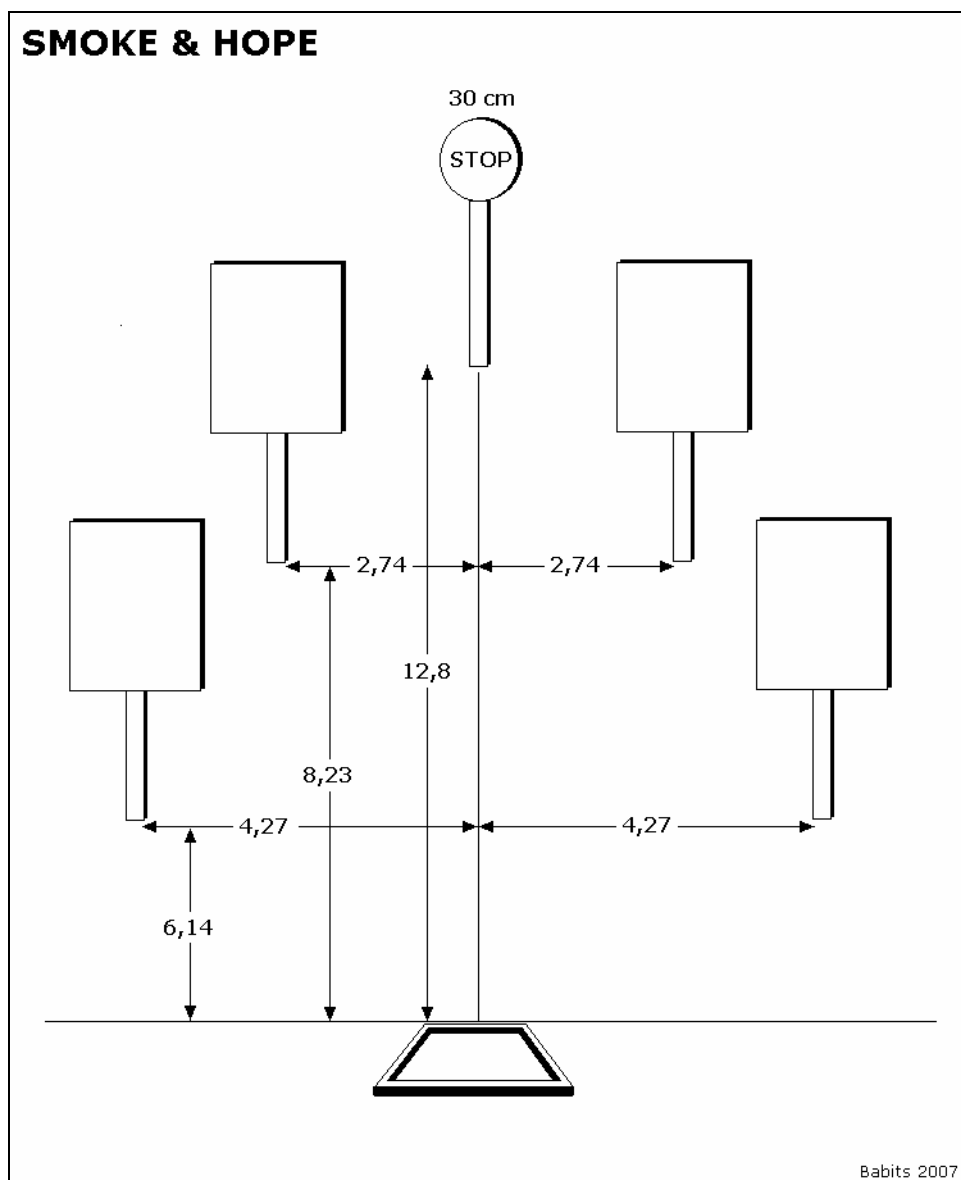 SMOKE & HOPE
30 cm
STOP
2,74 2,74
12,8
8,23
4,27 4,27
6,14
Babits 2007